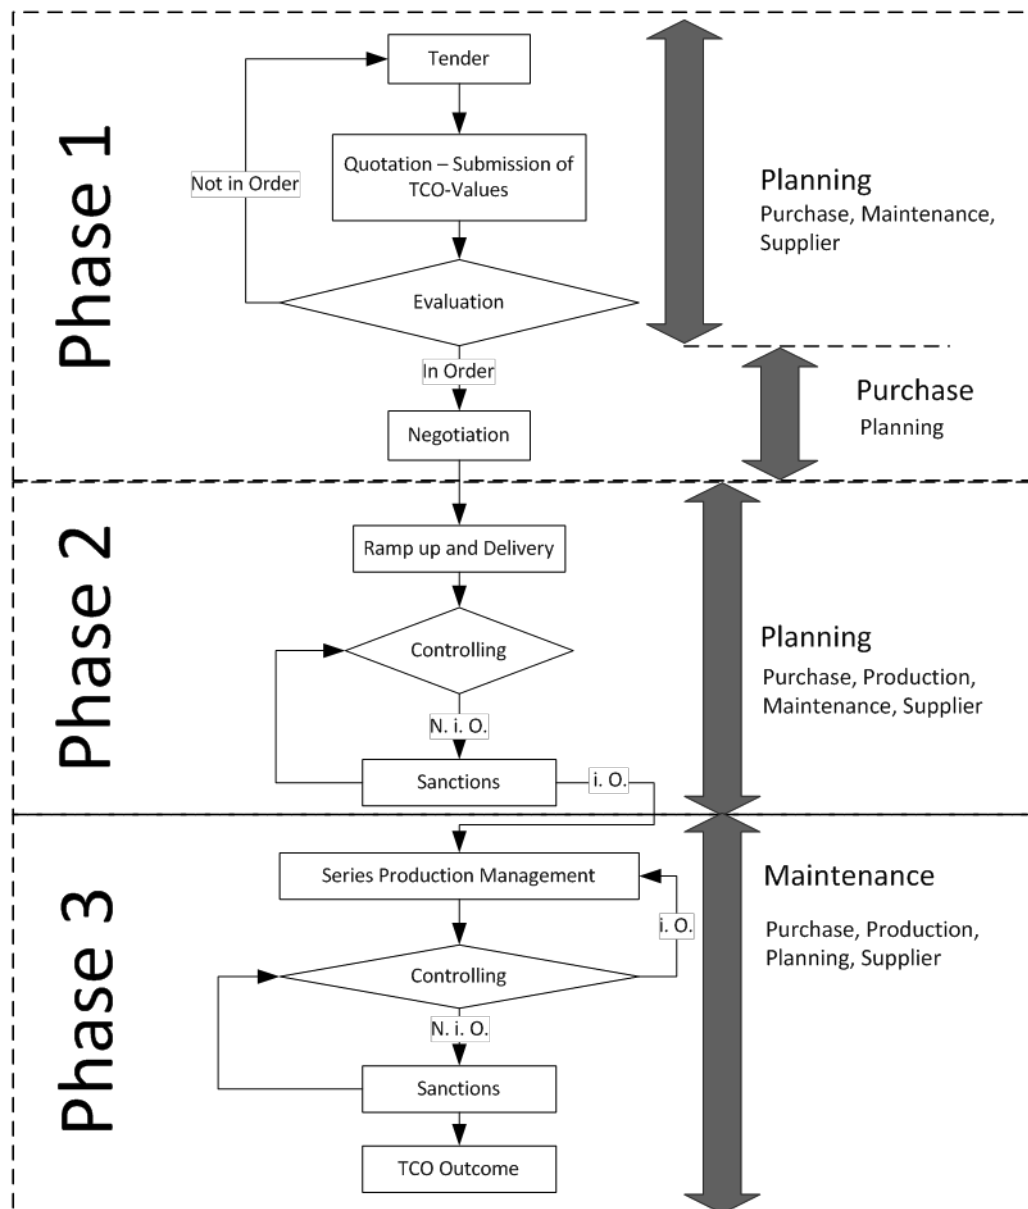 Phase 1
Tender
Quotation – Submission of
TCO-Values
Not in Order
Evaluation
In Order
Negotiation
Planning
Purchase, Maintenance,
Supplier
Purchase
Planning
Phase 2
Ramp up and Delivery
Controlling
N. i. O.
Sanctions
i. O.
Planning
Purchase, Production,
Maintenance, Supplier
Phase 3
Series Production Management
i. O.
Controlling
N. i. O.
Sanctions
TCO Outcome
Maintenance
Purchase, Production,
Planning, Supplier